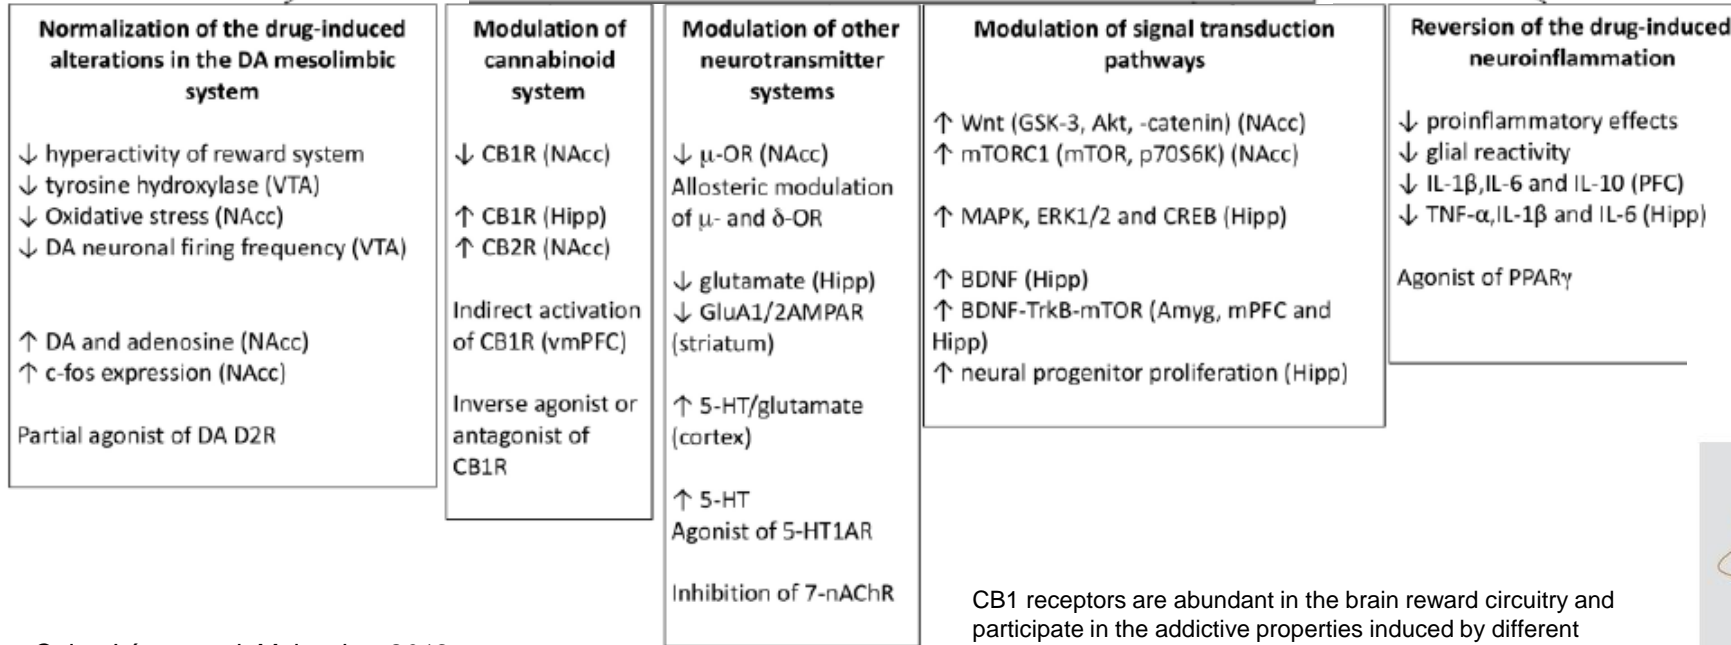 Normalization of the drug-induced
alterations in the DA mesolimbic
system
↓ hyperactivity of reward system
↓ tyrosine hydroxylase (VTA)
↓ Oxidative stress (NAcc)
↓ DA neuronal firing frequency (VTA)
↑ DA and adenosine (NAcc)
↑ c-fos expression (NAcc)
Partial agonist of DA D2R
Modulation of
cannabinoid
system
↓ CB1R (NAcc)
↑ CB1R (Hipp)
↑ CB2R (NAcc)
Indirect activation
of CB1R (vmPFC)
Inverse agonist or
antagonist of
CB1R
Modulation of other
neurotransmitter
systems
↓ μ-OR (NAcc)
Allosteric modulation
of μ- and δ-OR
↓ glutamate (Hipp)
↓ GluA1/2AMPAR
(striatum)
↑ 5-HT/glutamate
(cortex)
↑ 5-HT
Agonist of 5-HT1AR
Inhibition of 7-nAChR
Modulation of signal transduction
pathways
↑ Wnt (GSK-3, Akt, -catenin) (NAcc)
↑ mTORC1 (mTOR, p70S6K) (NAcc)
↑ MAPK, ERK1/2 and CREB (Hipp)
↑ BDNF (Hipp)
↑ BDNF-TrkB-mTOR (Amyg, mPFC and
Hipp)
↑ neural progenitor proliferation (Hipp)
Reversion of the drug-induced
neuroinflammation
↓ proinflammatory effects
↓ glial reactivity
↓ IL-1β,IL-6 and IL-10 (PFC)
↓ TNF-α,IL-1β and IL-6 (Hipp)
Agonist of PPARγ
CB1 receptors are abundant in the brain reward circuitry and
participate in the addictive properties induced by different